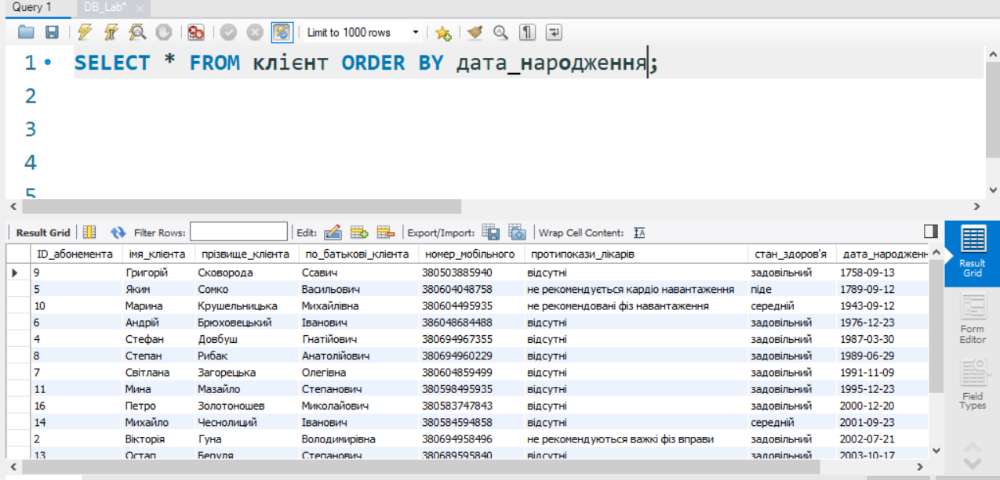 Query 1 DB_Lab*
Limit to 1000 rows
1 SELECT * FROM клієнт ORDER BY дата_народження;
2
3
4
5
Result Grid Filter Rows: Edit: Export/Import: Wrap Cell Content:
ID_абонемента імя_клієнта прізвище_клієнта по_батькові_клієнта номер_мобільного протипокази_лікарів стан_здоров'я дата_народженн
9 Григорій Сковорода Ссавич 380503885940 відсутні задовільний 1758-09-13
5 Яким Сомко Васильович 380604048758 не рекомендується кардіо навантаження піде 1789-09-12
10 Марина Крушельницька Михайлівна 380604495935 не рекомендовані фіз навантаження середній 1943-09-12
6 Андрій Брюховецький Іванович 386048684488 відсутні задовільний 1976-12-23
4 Стефан Довбуш Гнатійович 380694967355 відсутні задовільний 1987-03-30
8 Степан Рибак Анатолійович 380694960229 відсутні задовільний 1989-06-29
7 Світлана Загорецька Олегівна 380604859499 відсутні задовільний 1991-11-09
11 Мина Мазайло Степанович 380598495935 відсутні задовільний 1995-12-23
16 Петро Золотоношев Миколайович 380583747843 відсутні задовільний 2000-12-20
14 Михайло Чеснолиций Іванович 380584594858 відсутні середній 2001-09-23
2 Вікторія Гуна Володимирівна 380694958496 не рекомендуються важкі фіз вправи задовільний 2002-07-21
13 Остап Беруля Степанович 380689595840 відсутні задовільний 2003-10-17
Result
Grid
Form
Editor
Field
Types